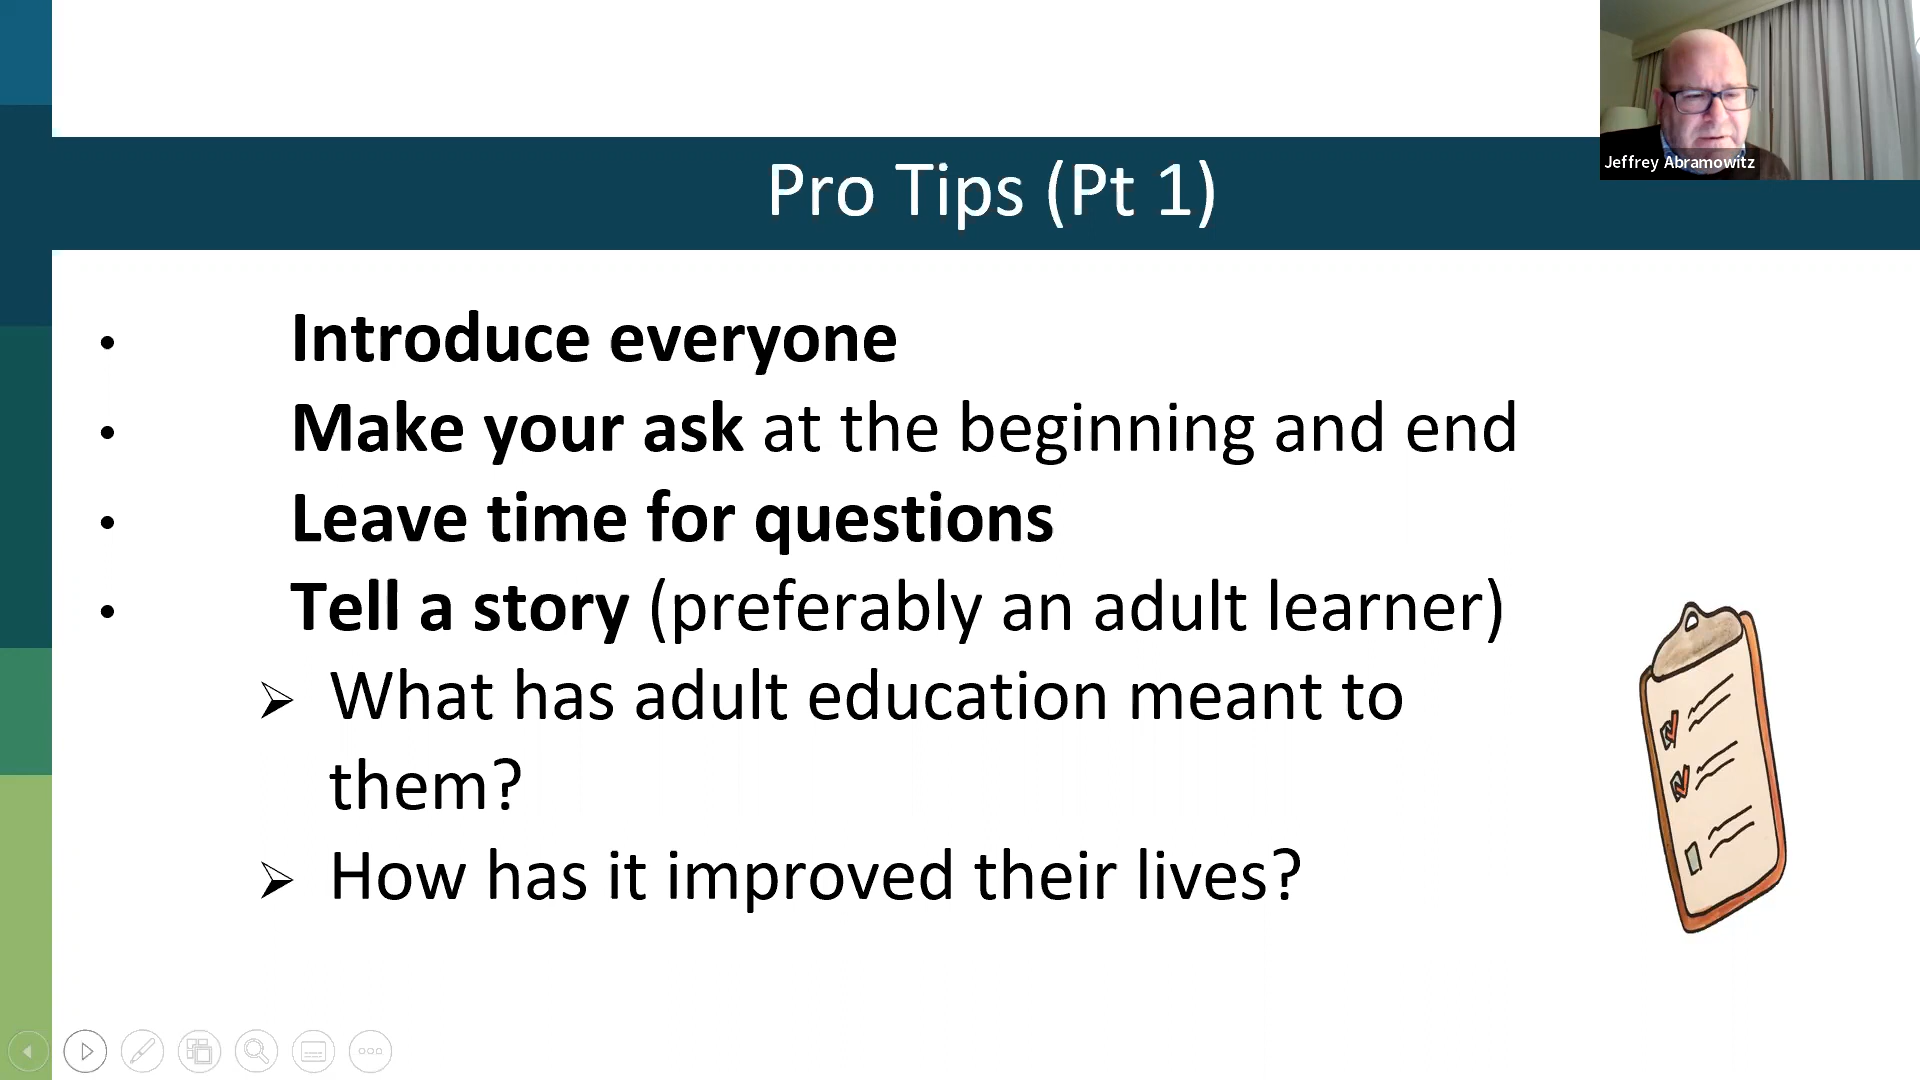 Jeffrey Abramowitz
Pro Tips (Pt 1)
• Introduce everyone
• Make your ask at the beginning and end
• Leave time for questions
• Tell a story (preferably an adult learner)
➢ What has adult education meant to
them?
➢ How has it improved their lives?